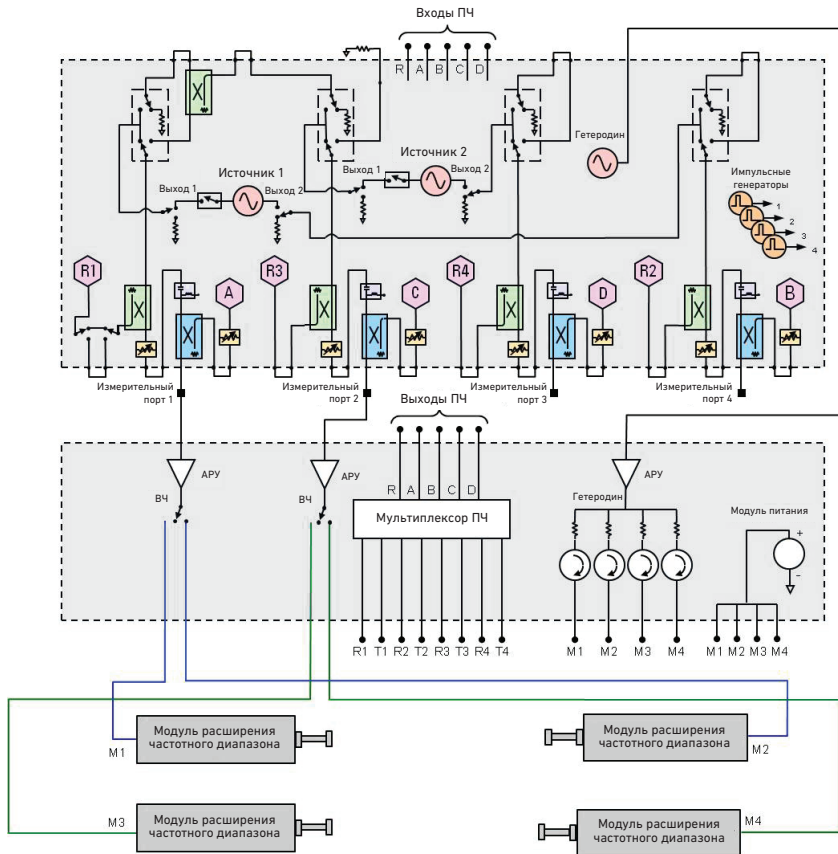 Входы ПЧ
R A B C D
Источник 1
Выход 1
Выход 2
Источник 2
Выход 1
Выход 2
Гетеродин
Импульсные
генераторы
1
2
3
4
R1
A
R3
C
R4
D
R2
B
Измерительный
порт 1
Измерительный
порт 2
Измерительный
порт 3
Измерительный
порт 4
Выходы ПЧ
R A B C D
АРУ
ВЧ
АРУ
ВЧ
Мультиплексор ПЧ
R1 T1 R2 T2 R3 T3 R4 T4
АРУ
Гетеродин
M1 M2 M3 M4
Модуль питания
+
-
M1 M2 M3 M4
M1
Модуль расширения
частотного диапазона
Модуль расширения
частотного диапазона
M2
M3
Модуль расширения
частотного диапазона
Модуль расширения
частотного диапазона
M4